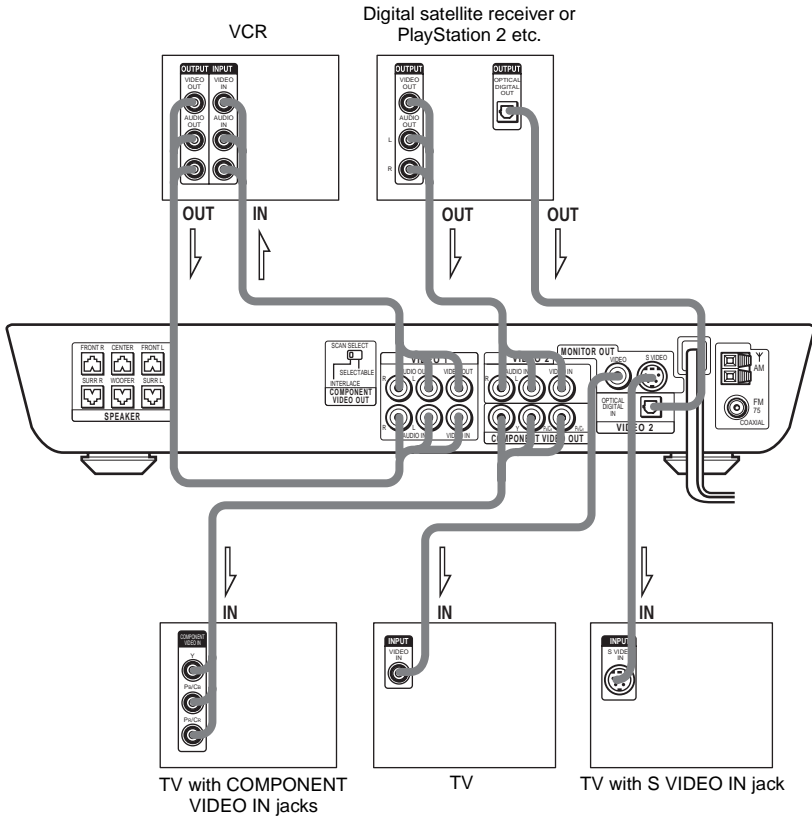 VCR
Digital satellite receiver or
PlayStation 2 etc.
OUTPUT INPUT
VIDEO OUT
VIDEO IN
AUDIO OUT
AUDIO IN
OUTPUT
VIDEO OUT
AUDIO OUT
L
R
OUTPUT
OPTICAL
DIGITAL
OUT
OUT
IN
OUT
OUT
FRONT R CENTER FRONT L
SURR R WOOFER SURR L
SPEAKER
SCAN SELECT
SELECTABLE
INTERLACE
COMPONENT
VIDEO OUT
VIDEO 1
R
L
AUDIO OUT
VIDEO OUT
R
L
AUDIO IN
VIDEO IN
VIDEO 2
R
L
AUDIO IN
VIDEO IN
Y
COMPONENT VIDEO OUT
MONITOR OUT
VIDEO
S VIDEO
OPTICAL
DIGITAL
IN
VIDEO 2
AM
FM
75
COAXIAL
IN
IN
IN
COMPONENT
VIDEO IN
Y
PB/CB
PR/CR
INPUT
VIDEO
IN
INPUT
S VIDEO
IN
TV with COMPONENT
VIDEO IN jacks
TV
TV with S VIDEO IN jack